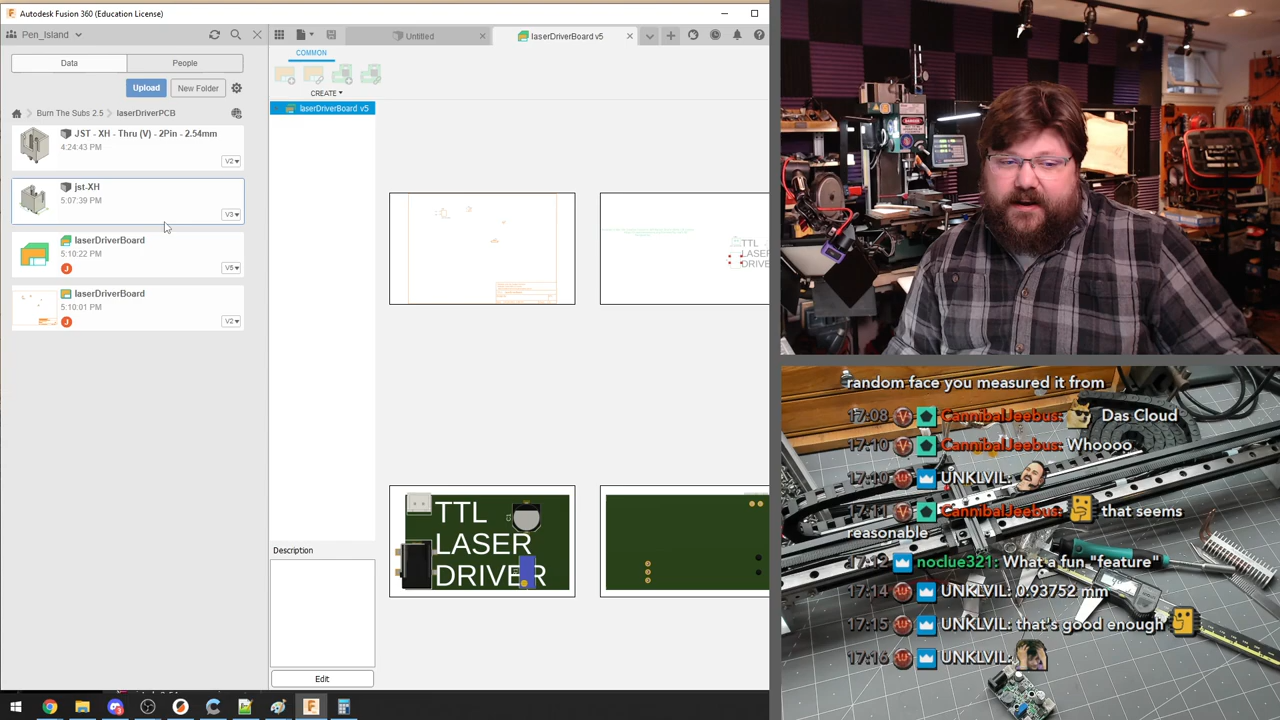 Autodesk Fusion 360 (Education License)
Pen_Island
Untitled
laserDriverBoard v5
Data
People
COMMON
Upload
New Folder
CREATE
Burn The Subs 2.5
laserDriverPCB
laserDriverBoard v5
JST - XH - Thru (V) - 2Pin - 2.54mm
4:24:43 PM
V2
jst-XH
5:07:39 PM
V3
laserDriverBoard
5:10:22 PM
J
V5
laserDriverBoard
5:10:01 PM
J
V2
TTL
LASER
DRIVER
TTL
LASER
DRIVER
Description
Edit
DANGER
random face you measured it from
17:08 CannibalJeebus: Das Cloud
17:10 CannibalJeebus: Whoooo
17:10 UNKLVIL:
17:11 CannibalJeebus: that seems
reasonable
17:12 noclue321: What a fun "feature"
17:14 UNKLVIL: 0.93752 mm
17:15 UNKLVIL: that's good enough
17:16 UNKLVIL: